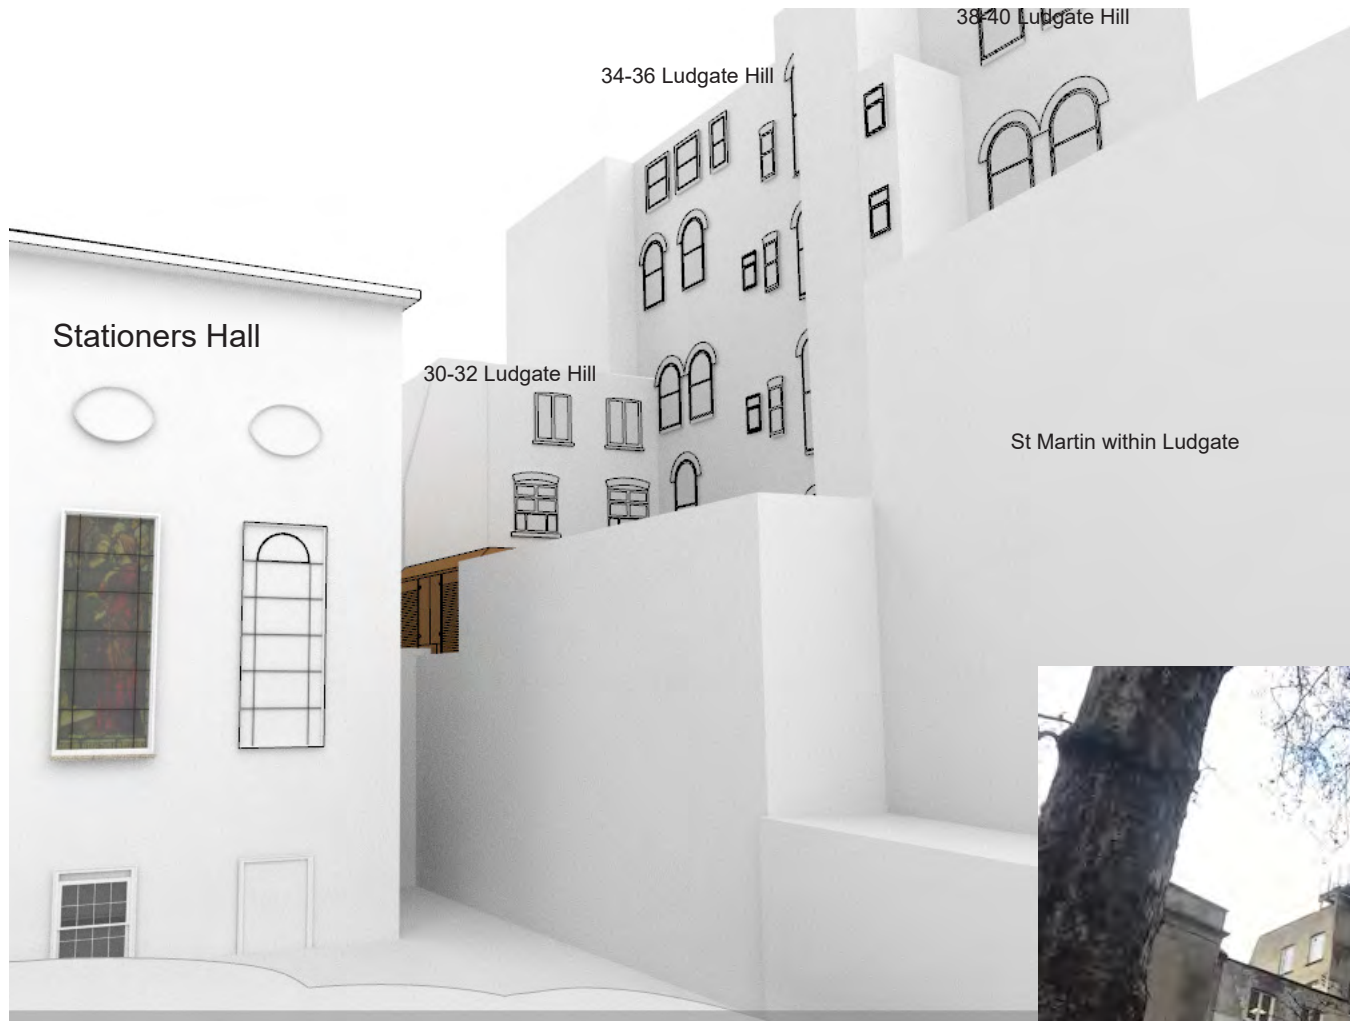 38-40 Ludgate Hill
34-36 Ludgate Hill
Stationers Hall
30-32 Ludgate Hill
St Martin within Ludgate